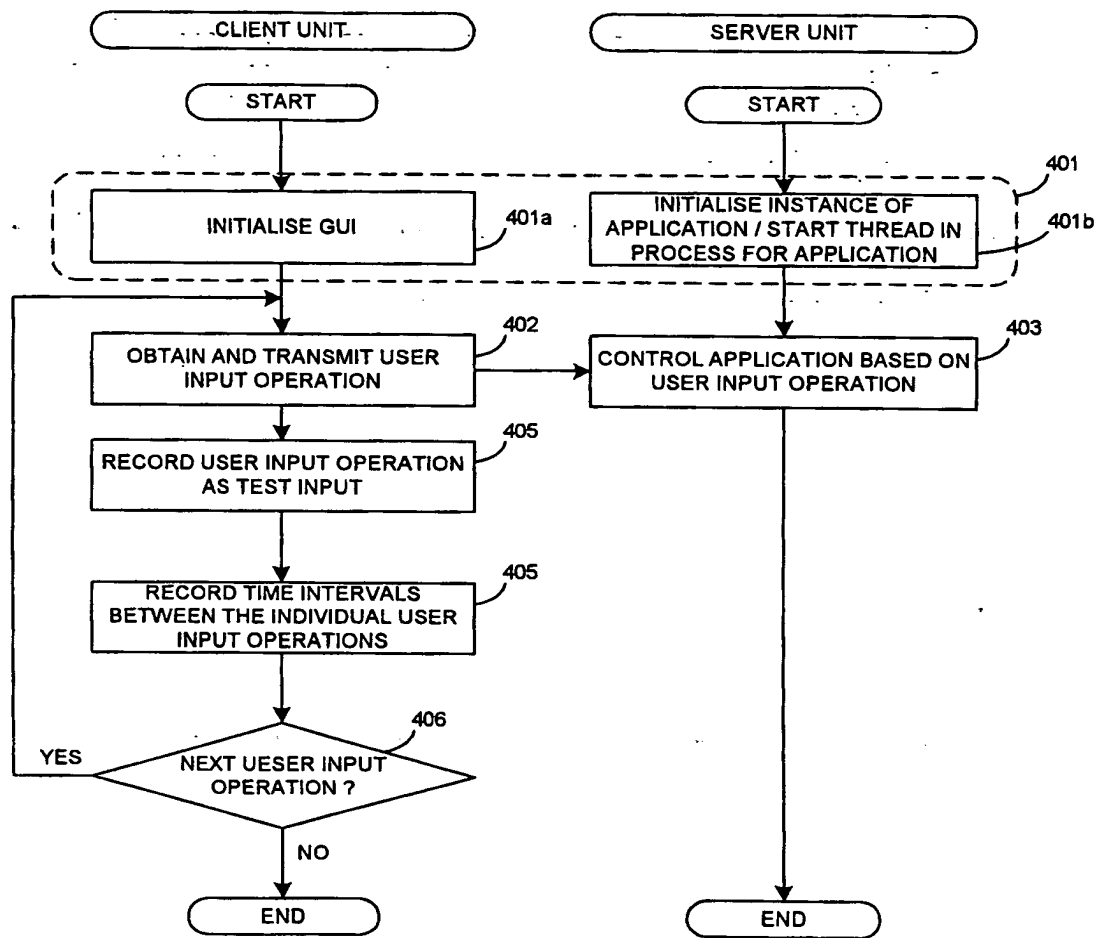 CLIENT UNIT
SERVER UNIT
START
START
401
INITIALISE GUI
401a
INITIALISE INSTANCE OF
APPLICATION / START THREAD IN
PROCESS FOR APPLICATION
401b
402
OBTAIN AND TRANSMIT USER
INPUT OPERATION
403
CONTROL APPLICATION BASED ON
USER INPUT OPERATION
405
RECORD USER INPUT OPERATION
AS TEST INPUT
405
RECORD TIME INTERVALS
BETWEEN THE INDIVIDUAL USER
INPUT OPERATIONS
406
YES
NEXT UESER INPUT
OPERATION ?
NO
END
END